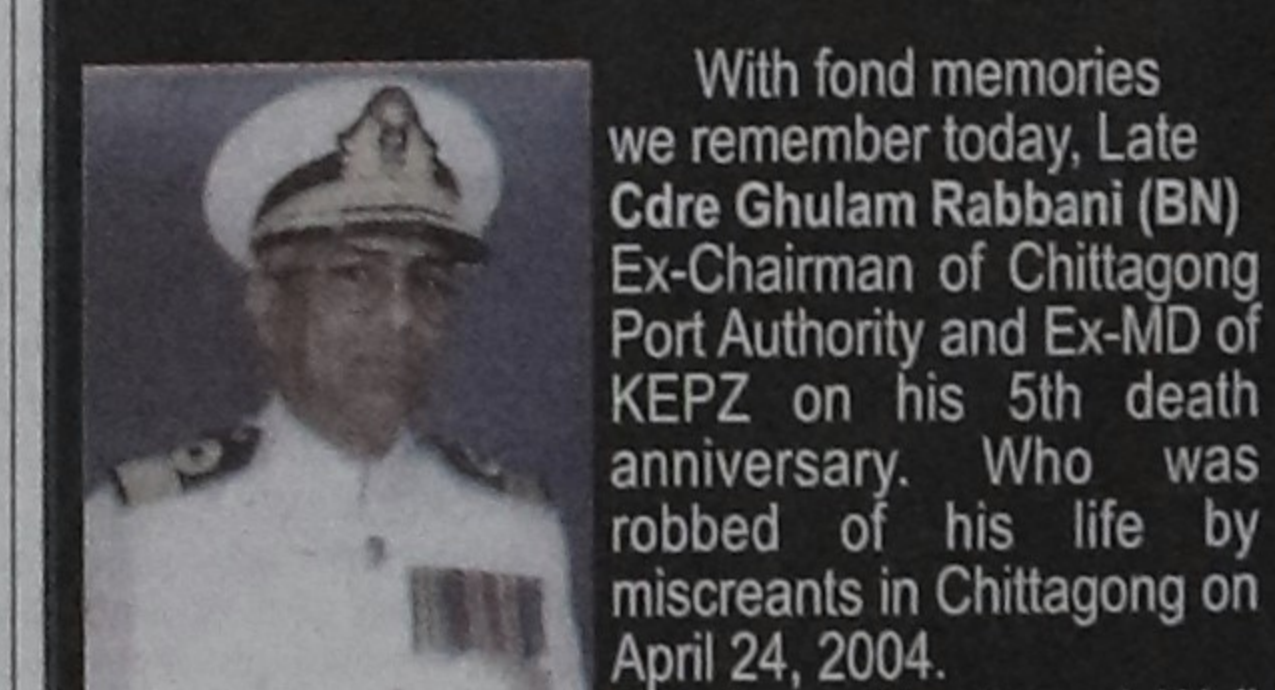 With fond memories
we remember today, Late
Cdre Ghulam Rabbani (BN)
Ex-Chairman of Chittagong
Port Authority and Ex-MD of
KEPZ on his 5th death
anniversary. Who was
robbed of his life by
miscreants in Chittagong on
April 24, 2004.